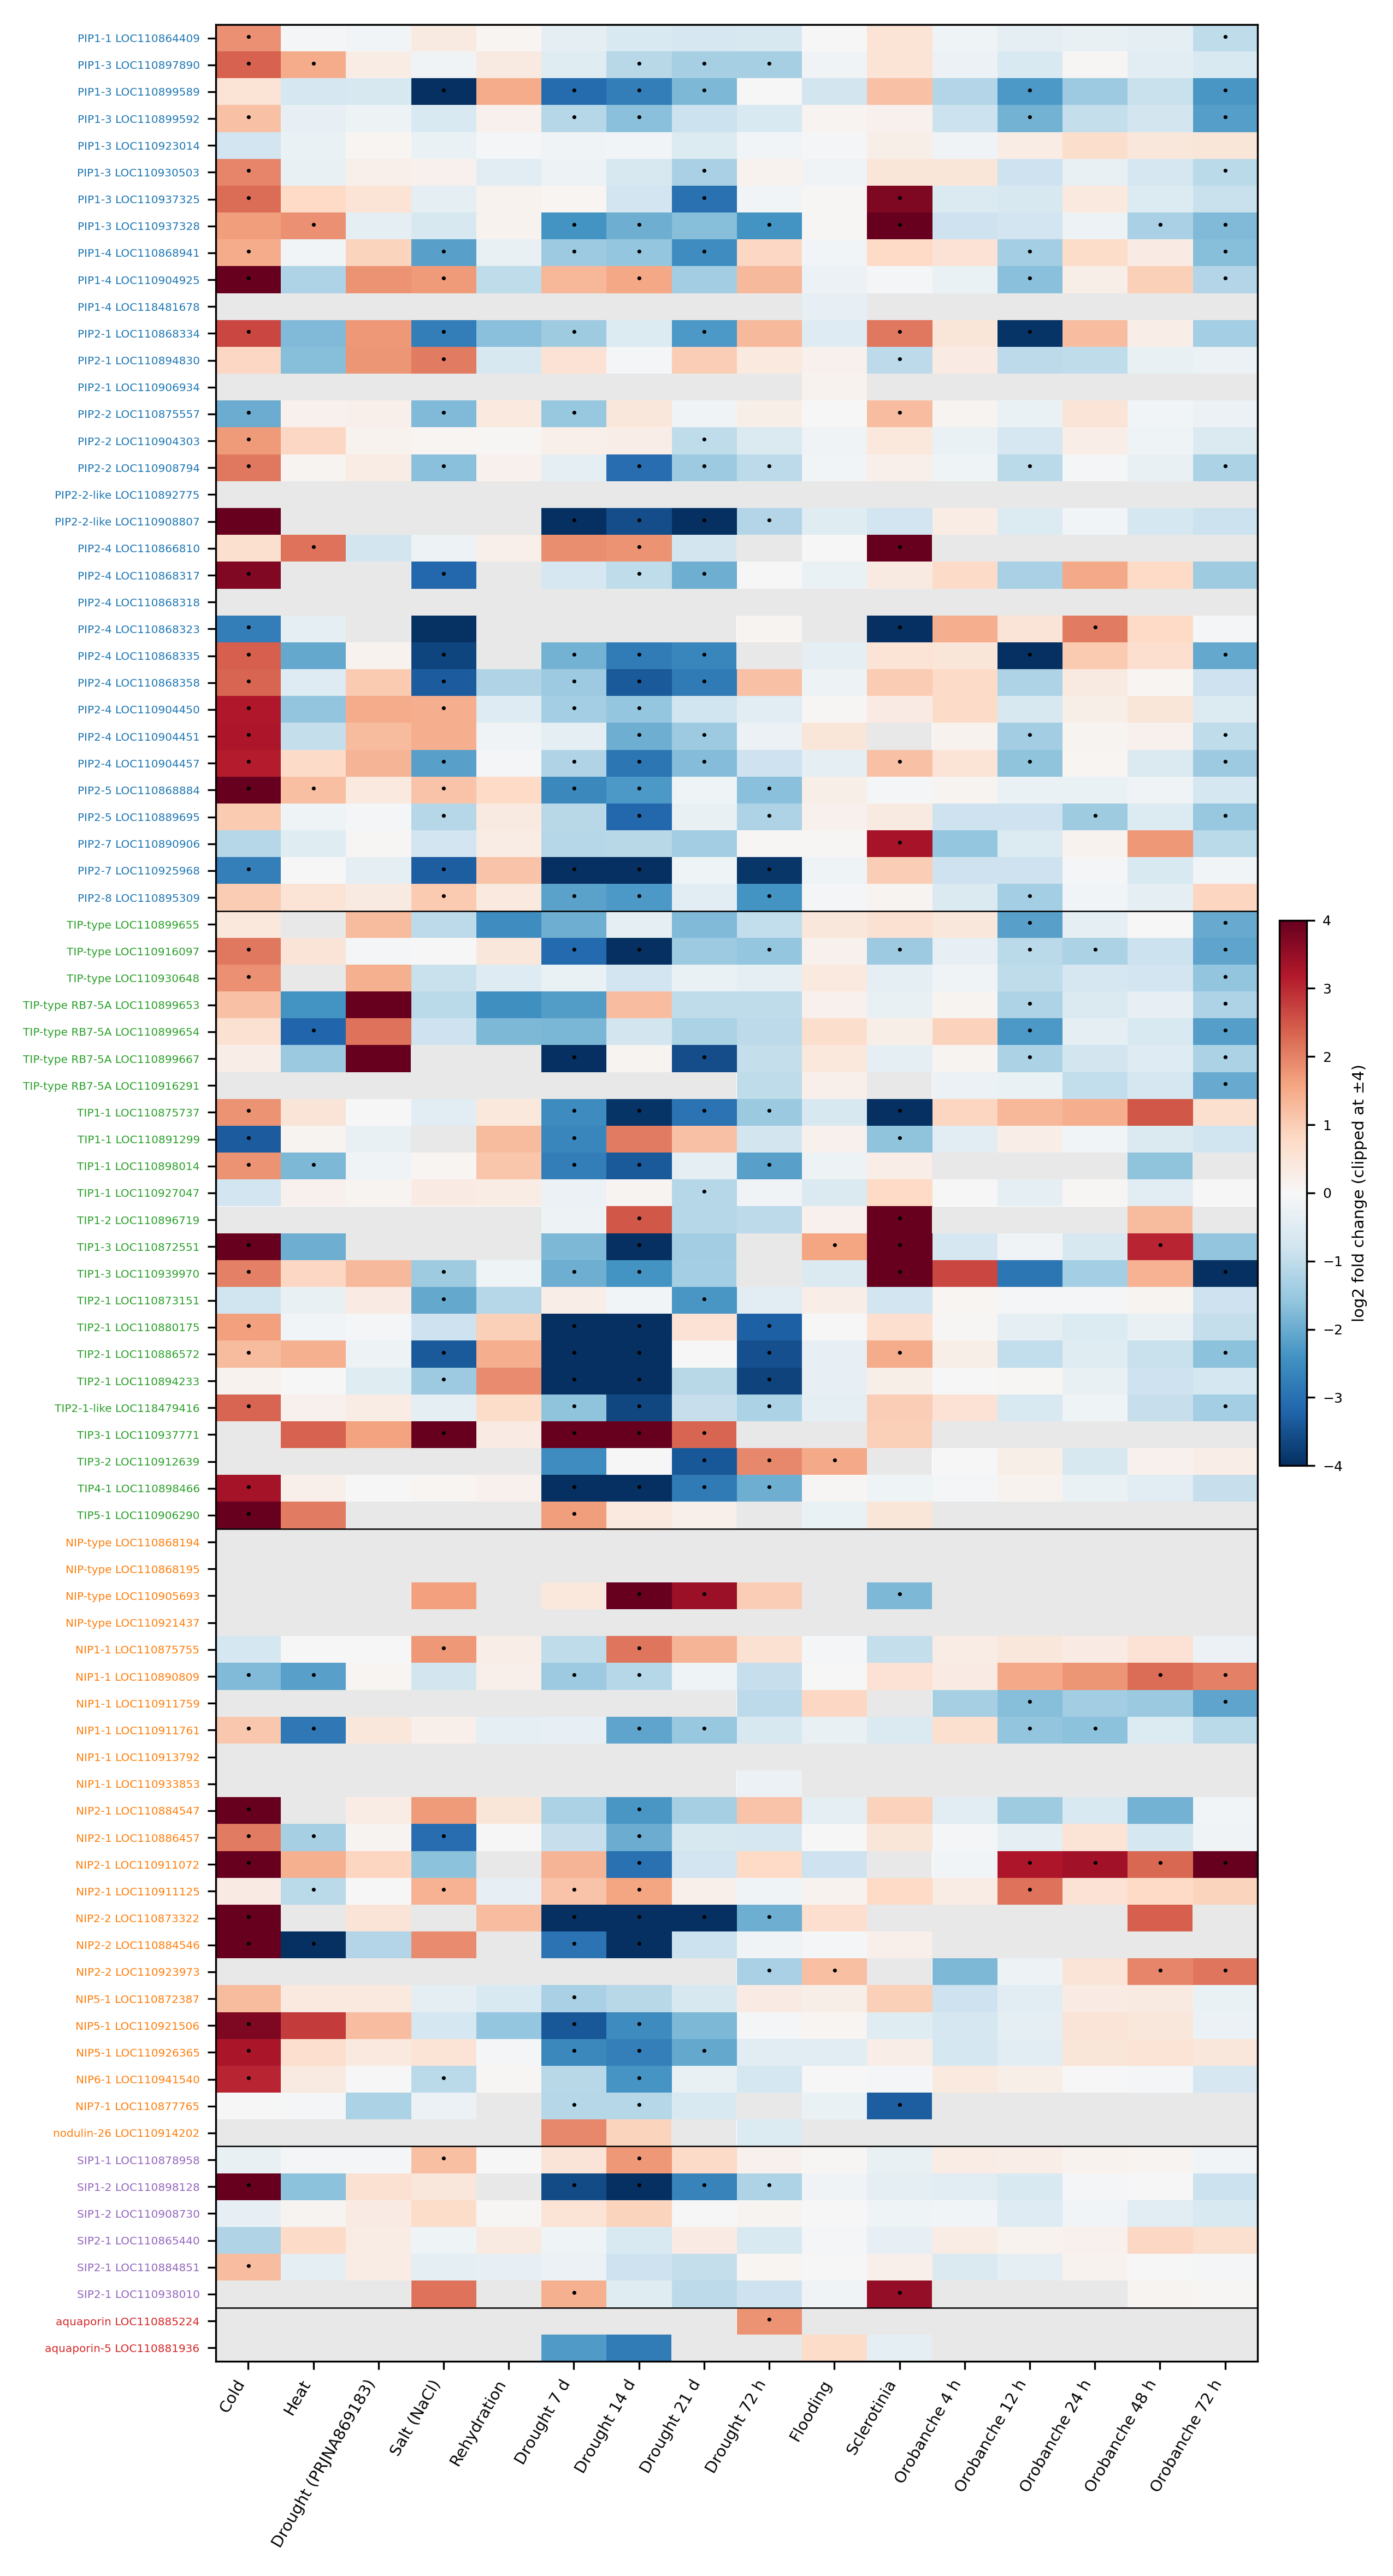 PIP1-1 LOC110864409
PIP1-3 LOC110897890
PIP1-3 LOC110899589
PIP1-3 LOC110899592
PIP1-3 LOC110923014
PIP1-3 LOC110930503
PIP1-3 LOC110937325
PIP1-3 LOC110937328
PIP1-4 LOC110868941
PIP1-4 LOC110904925
PIP1-4 LOC118481678
PIP2-1 LOC110868334
PIP2-1 LOC110894830
PIP2-1 LOC110906934
PIP2-2 LOC110875557
PIP2-2 LOC110904303
PIP2-2 LOC110908794
PIP2-2-like LOC110892775
PIP2-2-like LOC110908807
PIP2-4 LOC110866810
PIP2-4 LOC110868317
PIP2-4 LOC110868318
PIP2-4 LOC110868323
PIP2-4 LOC110868335
PIP2-4 LOC110868358
PIP2-4 LOC110904450
PIP2-4 LOC110904451
PIP2-4 LOC110904457
PIP2-5 LOC110868884
PIP2-5 LOC110889695
PIP2-7 LOC110890906
PIP2-7 LOC110925968
PIP2-8 LOC110895309
TIP-type LOC110899655
TIP-type LOC110916097
TIP-type LOC110930648
TIP-type RB7-5A LOC110899653
TIP-type RB7-5A LOC110899654
TIP-type RB7-5A LOC110899667
TIP-type RB7-5A LOC110916291
TIP1-1 LOC110875737
TIP1-1 LOC110891299
TIP1-1 LOC110898014
TIP1-1 LOC110927047
TIP1-2 LOC110896719
TIP1-3 LOC110872551
TIP1-3 LOC110939970
TIP2-1 LOC110873151
TIP2-1 LOC110880175
TIP2-1 LOC110886572
TIP2-1 LOC110894233
TIP2-1-like LOC118479416
TIP3-1 LOC110937771
TIP3-2 LOC110912639
TIP4-1 LOC110898466
TIP5-1 LOC110906290
NIP-type LOC110868194
NIP-type LOC110868195
NIP-type LOC110905693
NIP-type LOC110921437
NIP1-1 LOC110875755
NIP1-1 LOC110890809
NIP1-1 LOC110911759
NIP1-1 LOC110911761
NIP1-1 LOC110913792
NIP1-1 LOC110933853
NIP2-1 LOC110884547
NIP2-1 LOC110886457
NIP2-1 LOC110911072
NIP2-1 LOC110911125
NIP2-2 LOC110873322
NIP2-2 LOC110884546
NIP2-2 LOC110923973
NIP5-1 LOC110872387
NIP5-1 LOC110921506
NIP5-1 LOC110926365
NIP6-1 LOC110941540
NIP7-1 LOC110877765
nodulin-26 LOC110914202
SIP1-1 LOC110878958
SIP1-2 LOC110898128
SIP1-2 LOC110908730
SIP2-1 LOC110865440
SIP2-1 LOC110884851
SIP2-1 LOC110938010
aquaporin LOC110885224
aquaporin-5 LOC110881936
Cold
Heat
Drought (PRJNA869183)
Salt (NaCl)
Rehydration
Drought 7 d
Drought 14 d
Drought 21 d
Drought 72 h
Flooding
Sclerotinia
Orobanche 4 h
Orobanche 12 h
Orobanche 24 h
Orobanche 48 h
Orobanche 72 h
4
3
2
1
0
−1
−2
−3
−4
log2 fold change (clipped at ±4)